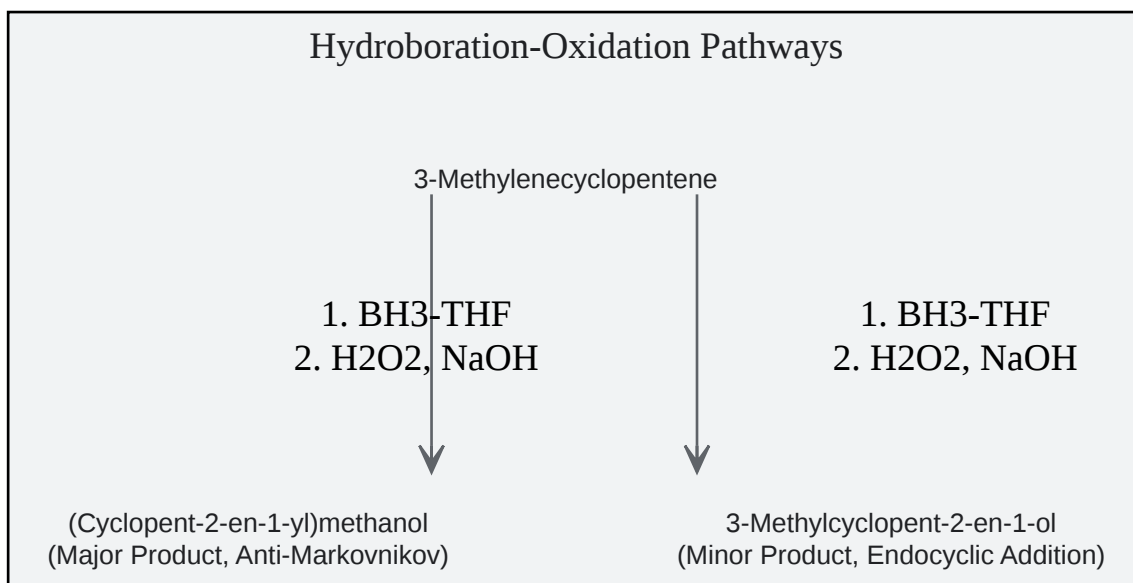 Hydroboration-Oxidation Pathways
3-Methylenecyclopentene
1. BH3-THF
2. H2O2, NaOH
1. BH3-THF
2. H2O2, NaOH
(Cyclopent-2-en-1-yl)methanol
(Major Product, Anti-Markovnikov)
3-Methylcyclopent-2-en-1-ol
(Minor Product, Endocyclic Addition)